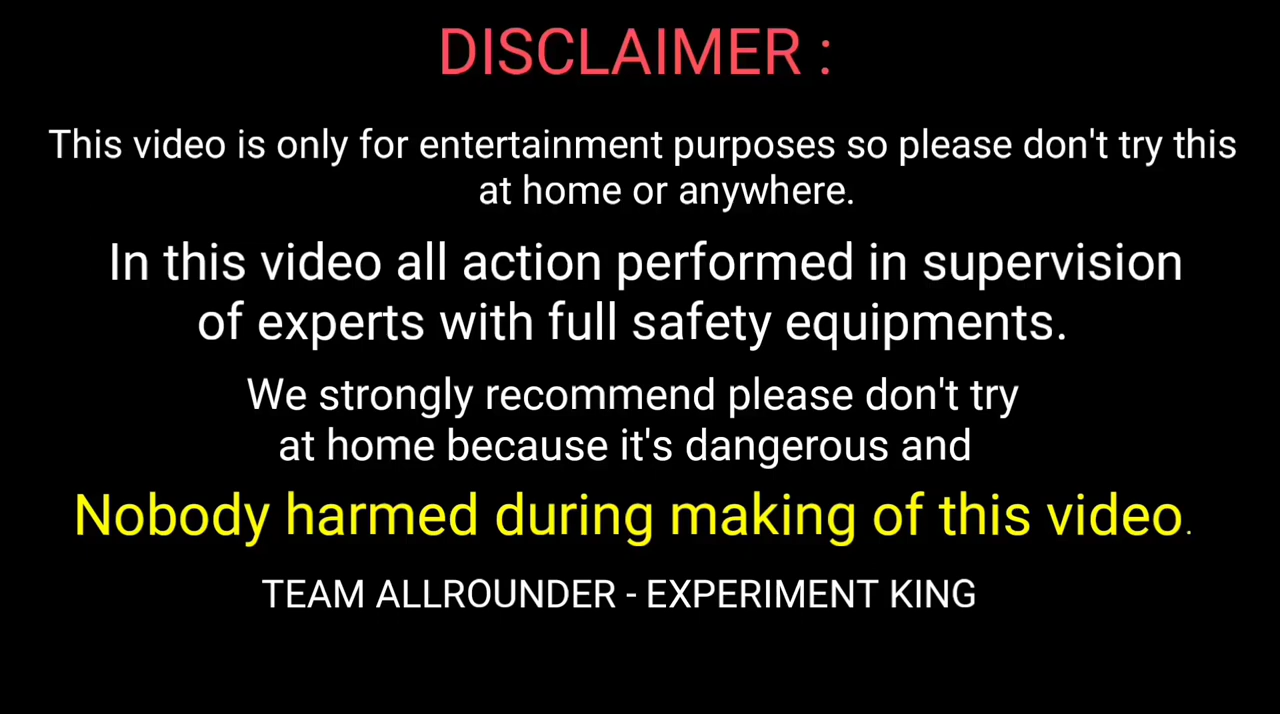 DISCLAIMER :
This video is only for entertainment purposes so please don't try this
at home or anywhere.
In this video all action performed in supervision
of experts with full safety equipments.
We strongly recommend please don't try
at home because it's dangerous and
Nobody harmed during making of this video.
TEAM ALLROUNDER - EXPERIMENT KING